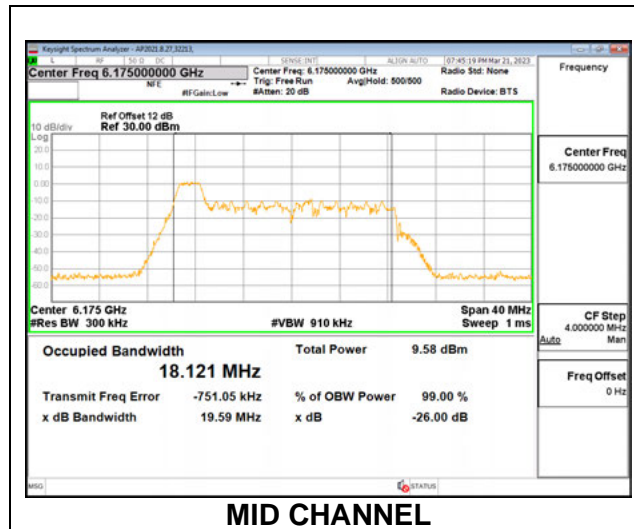 Keysight Spectrum Analyzer - AP2021.8.27,32213,
L RF 50 Ω DC SENSE:INT ALIGN AUTO 07:45:19 PM Mar 21, 2023
Center Freq 6.175000000 GHz Center Freq: 6.175000000 GHz Radio Std: None Frequency
NFE Trig: Free Run Avg|Hold: 500/500
#IFGain:Low #Atten: 20 dB Radio Device: BTS
Ref Offset 12 dB
10 dB/div Ref 30.00 dBm
Log
20.0
10.0
0.00
-10.0
-20.0
-30.0
-40.0
-50.0
-60.0
Center Freq
6.175000000 GHz
Center 6.175 GHz Span 40 MHz
#Res BW 300 kHz #VBW 910 kHz Sweep 1 ms
CF Step
4.000000 MHz
Auto Man
Occupied Bandwidth Total Power 9.58 dBm
18.121 MHz
Freq Offset
0 Hz
Transmit Freq Error -751.05 kHz % of OBW Power 99.00 %
x dB Bandwidth 19.59 MHz x dB -26.00 dB
MSG STATUS
MID CHANNEL